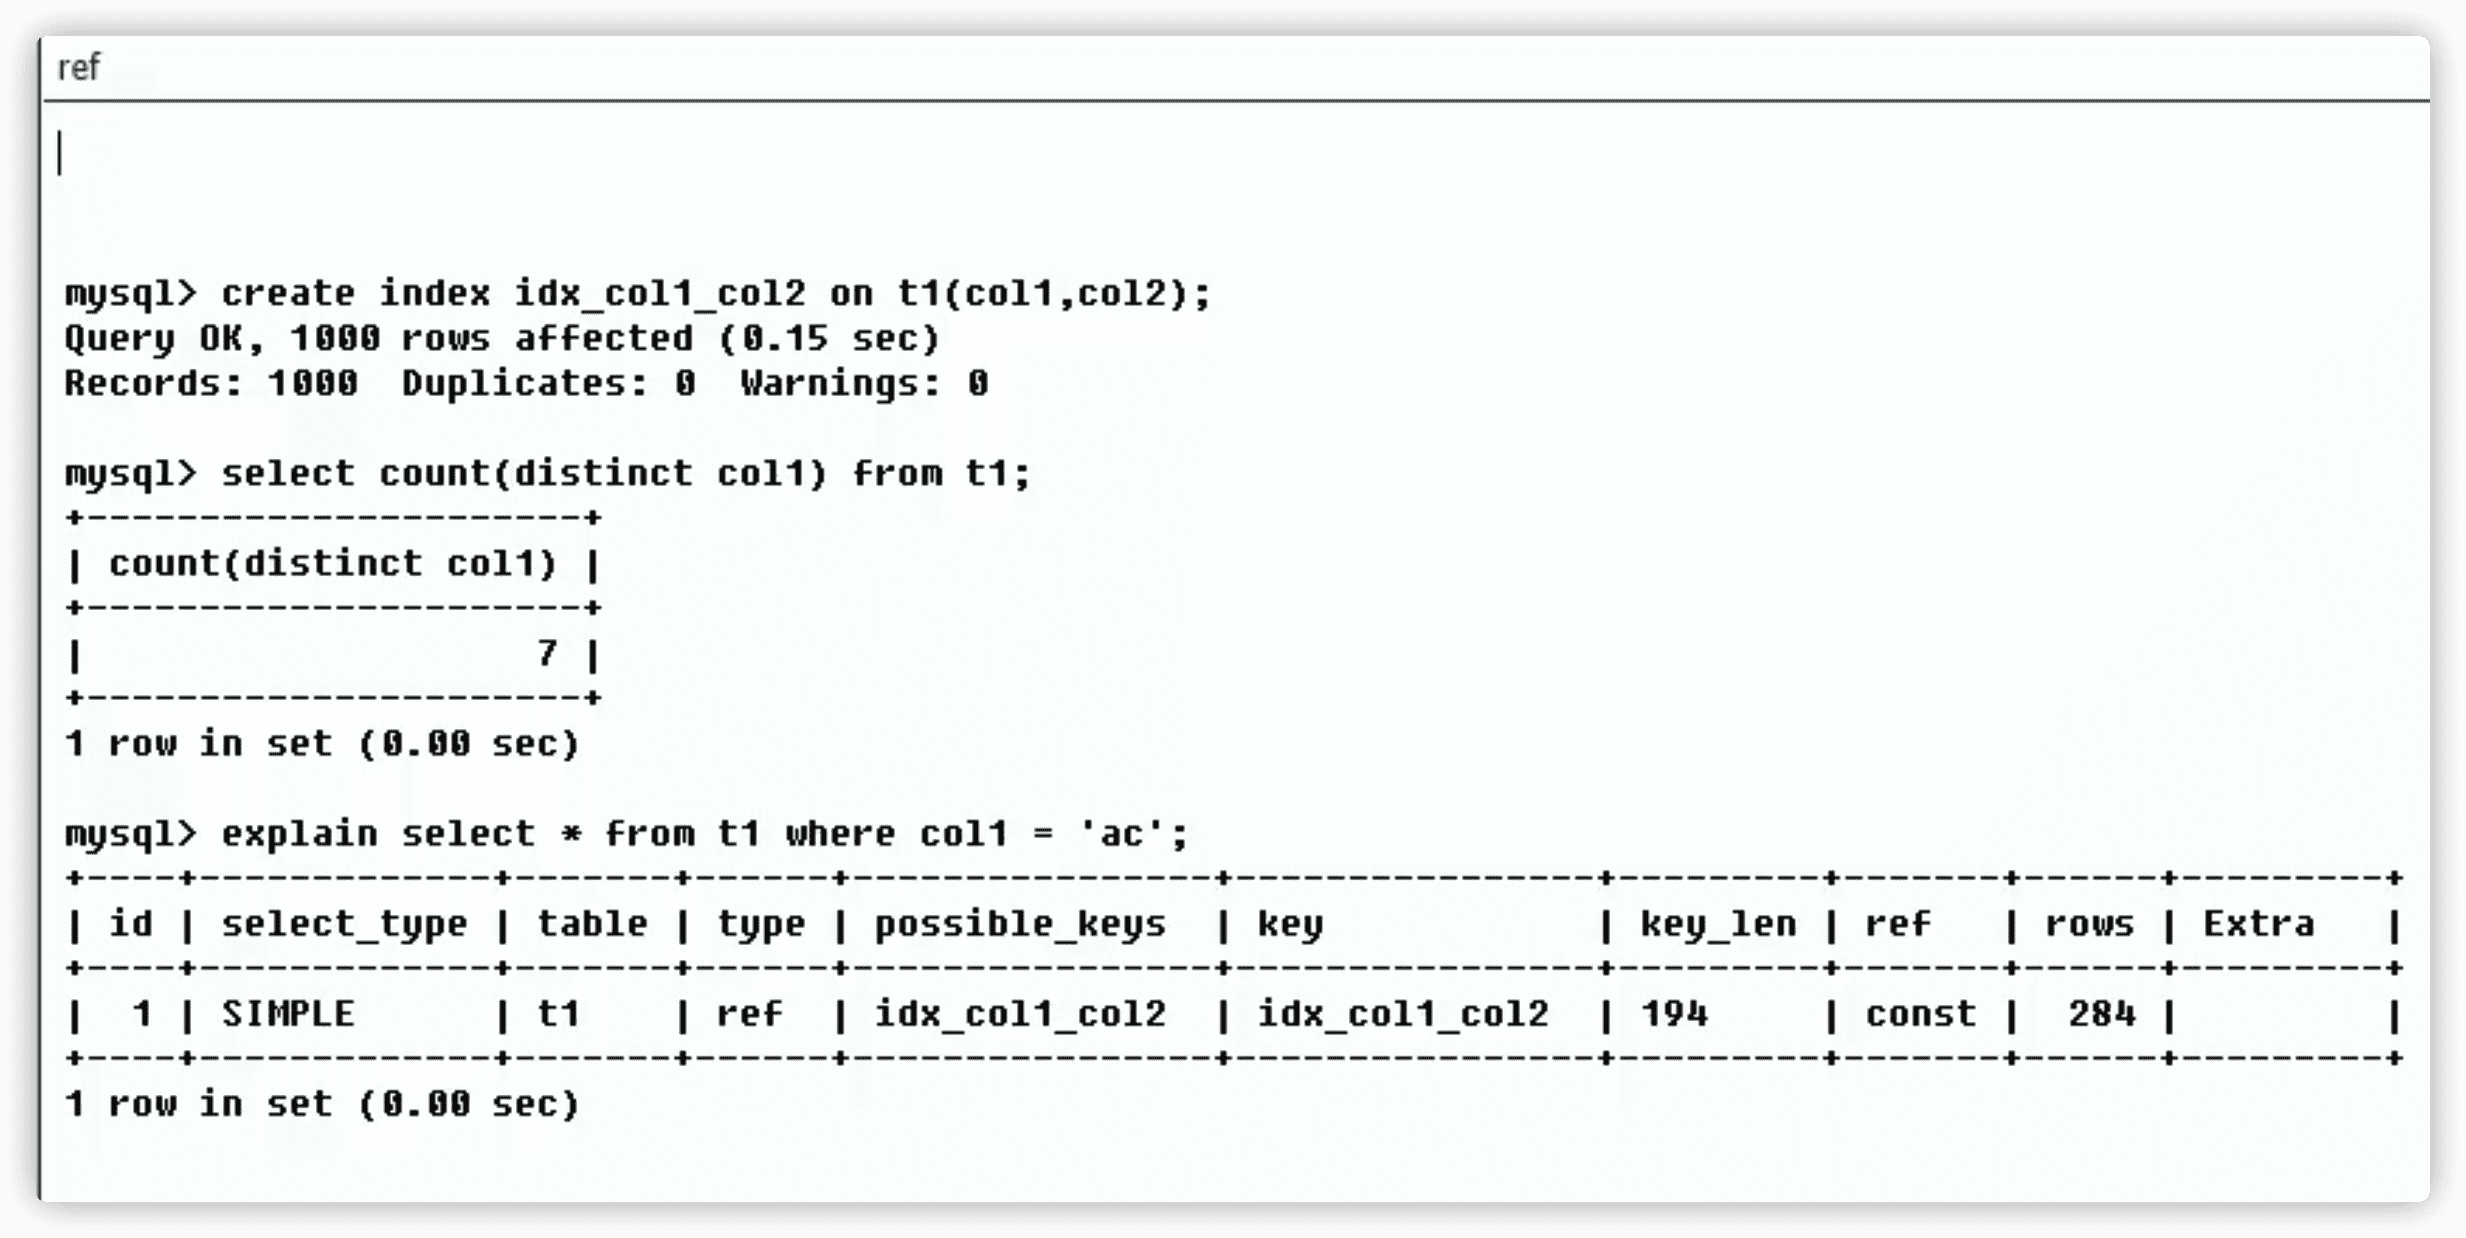 ref
mysql> create index idx_col1_col2 on t1(col1,col2);
Query OK, 1000 rows affected (0.15 sec)
Records: 1000  Duplicates: 0  Warnings: 0
mysql> select count(distinct col1) from t1;
+----------------------+
| count(distinct col1) |
+----------------------+
|                    7 |
+----------------------+
1 row in set (0.00 sec)
mysql> explain select * from t1 where col1 = 'ac';
+----+-------------+-------+------+---------------+---------------+---------+-------+------+---------+
| id | select_type | table | type | possible_keys | key           | key_len | ref   | rows | Extra   |
+----+-------------+-------+------+---------------+---------------+---------+-------+------+---------+
|  1 | SIMPLE      | t1    | ref  | idx_col1_col2 | idx_col1_col2 | 194     | const |  284 |         |
+----+-------------+-------+------+---------------+---------------+---------+-------+------+---------+
1 row in set (0.00 sec)